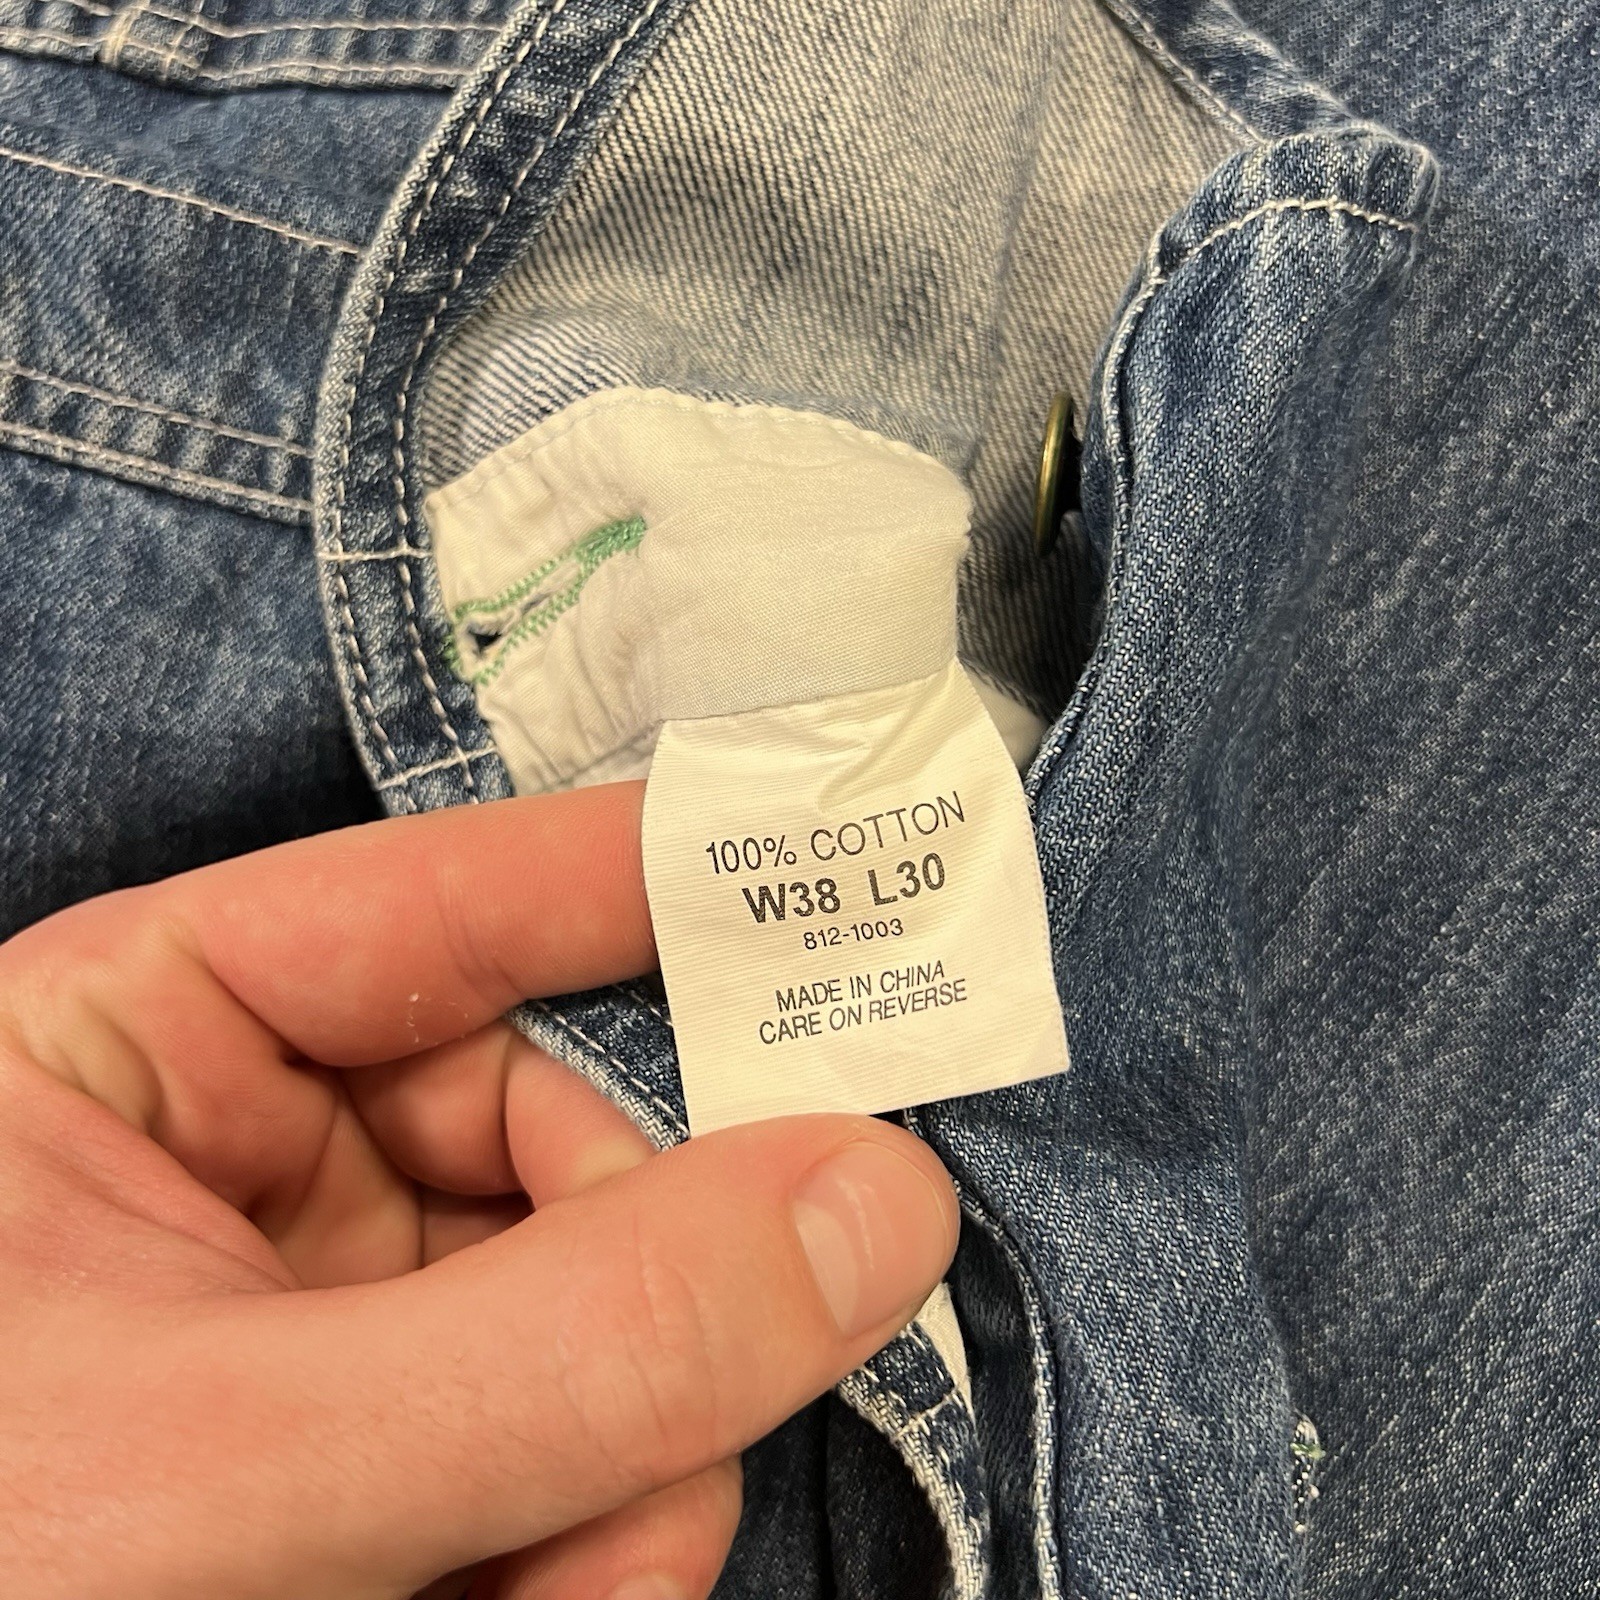 100% COTTON
W38 L30
812-1003
MADE IN CHINA
CARE ON REVERSE